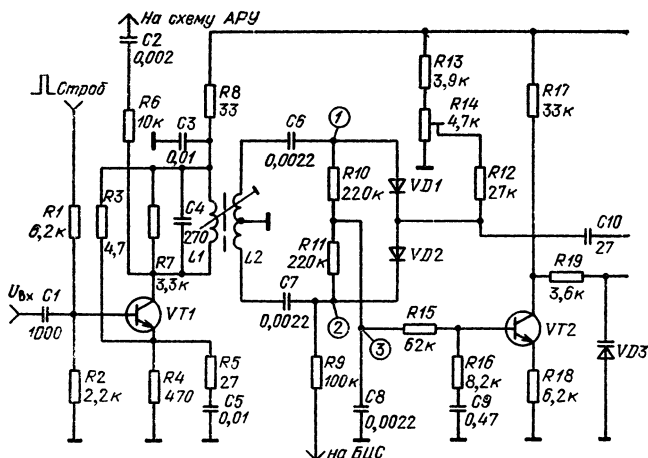 На схему АРУ
C2
0,002
Строб
R6
10к
R8
33
C3
0,01
C6
0,0022
1
R13
3,9к
R14
4,7к
R17
33к
R1
8,2к
R3
4,7
R7
3,3к
C4
270
L1
L2
R10
220к
VD1
R12
27к
R11
220к
VD2
C10
27
Uвх
C1
1000
VT1
C7
0,0022
2
3
R15
62к
R19
3,6к
VT2
VD3
R2
2,2к
R4
470
R5
27
C5
0,01
R9
100к
C8
0,0022
R16
8,2к
C9
0,47
R18
6,2к
на БЦС